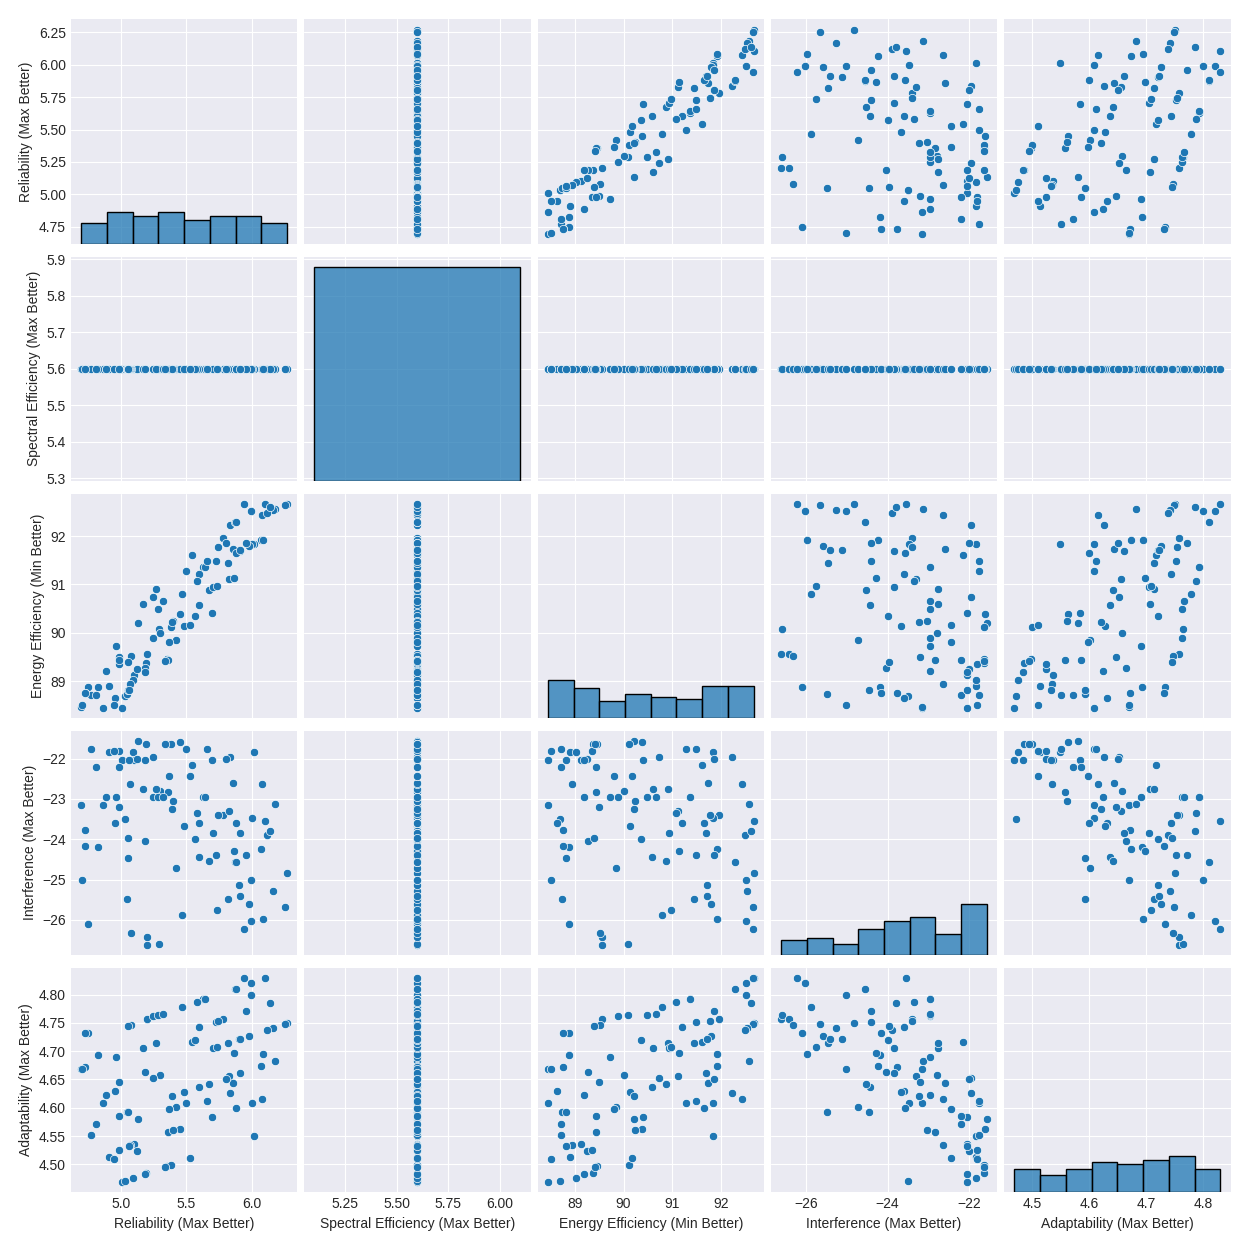 6.25
6.00
5.75
5.50
5.25
5.00
4.75
Reliability (Max Better)
5.9
5.8
5.7
5.6
5.5
5.4
5.3
Spectral Efficiency (Max Better)
92
91
90
89
Energy Efficiency (Min Better)
−22
−23
−24
−25
−26
Interference (Max Better)
4.80
4.75
4.70
4.65
4.60
4.55
4.50
Adaptability (Max Better)
5.0 5.5 6.0
Reliability (Max Better)
5.25 5.50 5.75 6.00
Spectral Efficiency (Max Better)
89 90 91 92
Energy Efficiency (Min Better)
−26 −24 −22
Interference (Max Better)
4.5 4.6 4.7 4.8
Adaptability (Max Better)